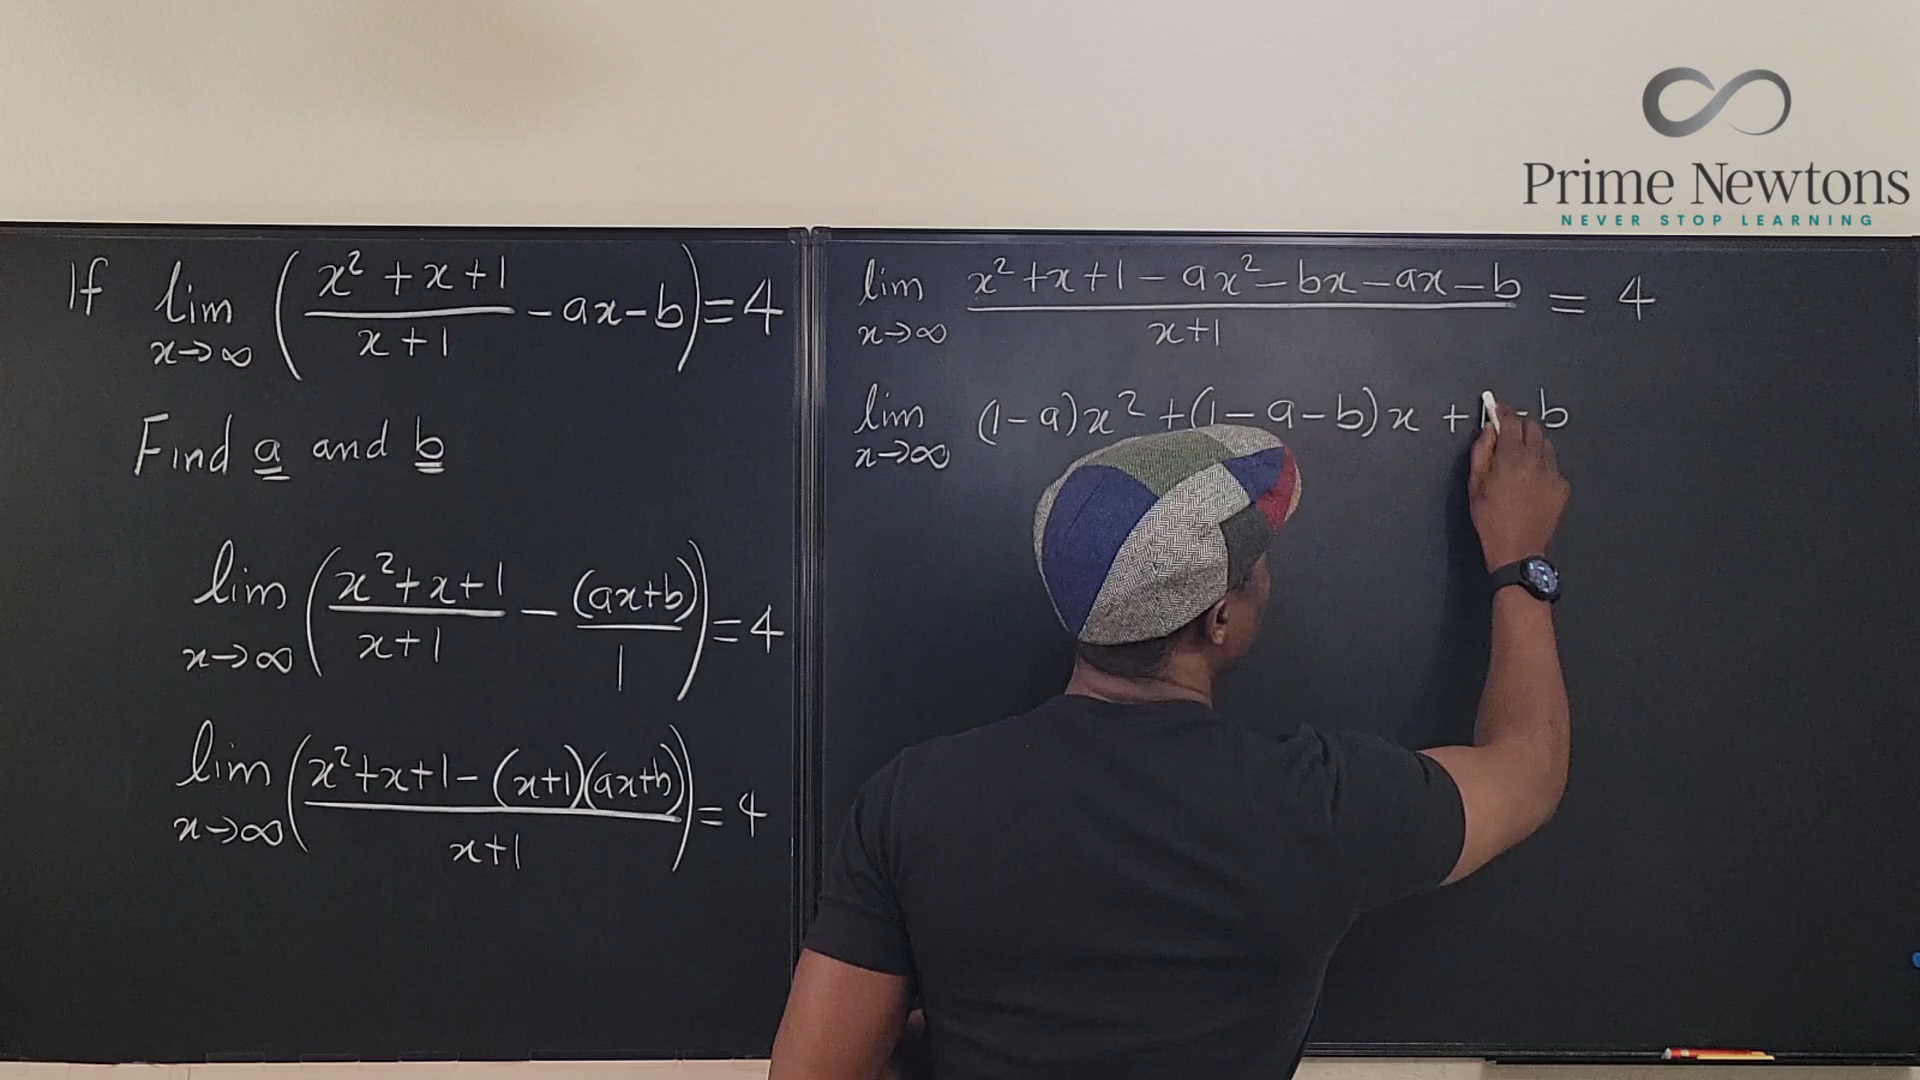 Prime Newtons
NEVER STOP LEARNING
If lim x→∞ ( (x² + x + 1)/(x + 1) - ax - b ) = 4
Find a and b
lim x→∞ ( (x² + x + 1)/(x + 1) - (ax + b)/1 ) = 4
lim x→∞ ( (x² + x + 1 - (x+1)(ax+b))/(x+1) ) = 4
lim x→∞ (x² + x + 1 - ax² - bx - ax - b)/(x+1) = 4
lim x→∞ (1-a)x² + (1-a-b)x + - b